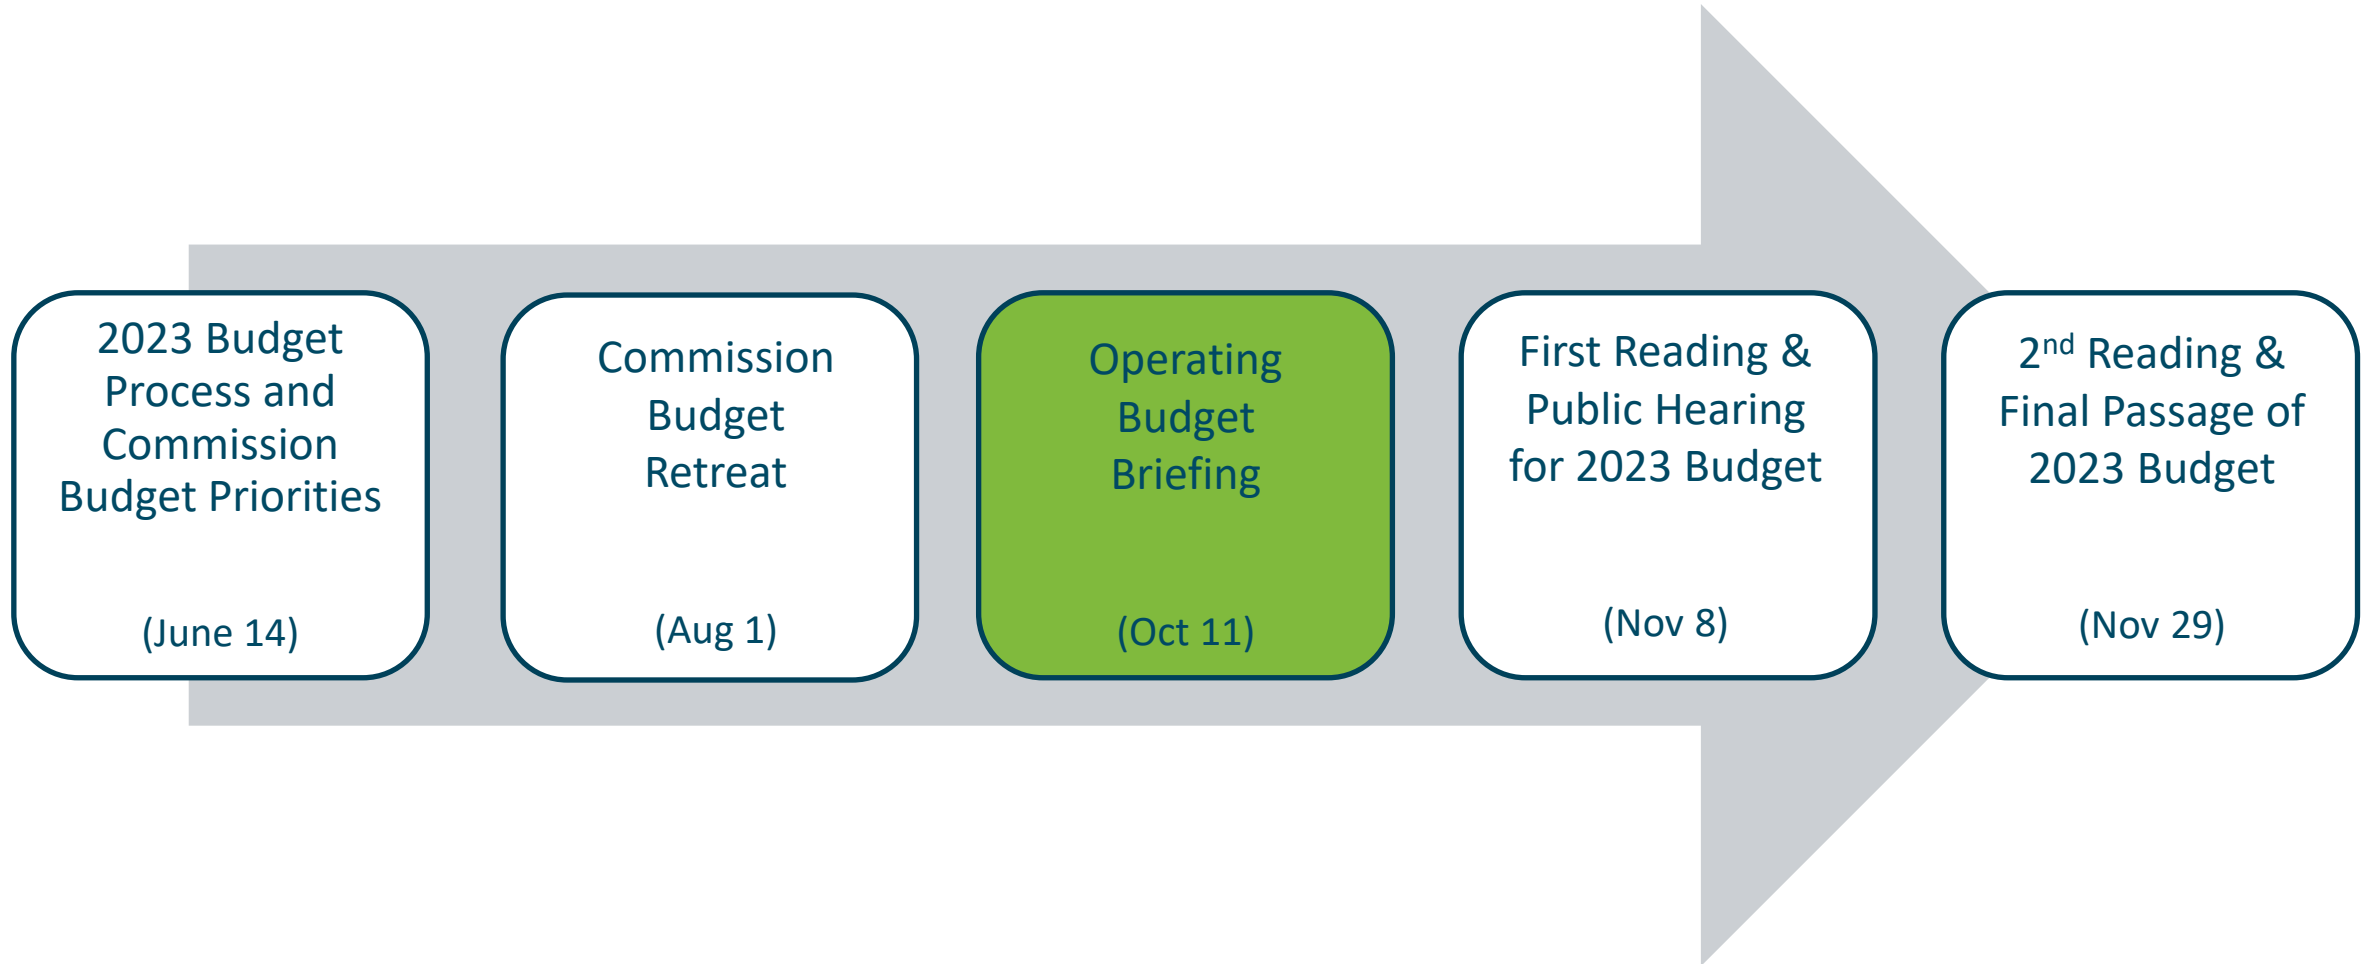 2023 Budget
Process and
Commission
Budget Priorities
(June 14)
Commission
Budget
Retreat
(Aug 1)
Operating
Budget
Briefing
(Oct 11)
First Reading &
Public Hearing
for 2023 Budget
(Nov 8)
2nd Reading &
Final Passage of
2023 Budget
(Nov 29)